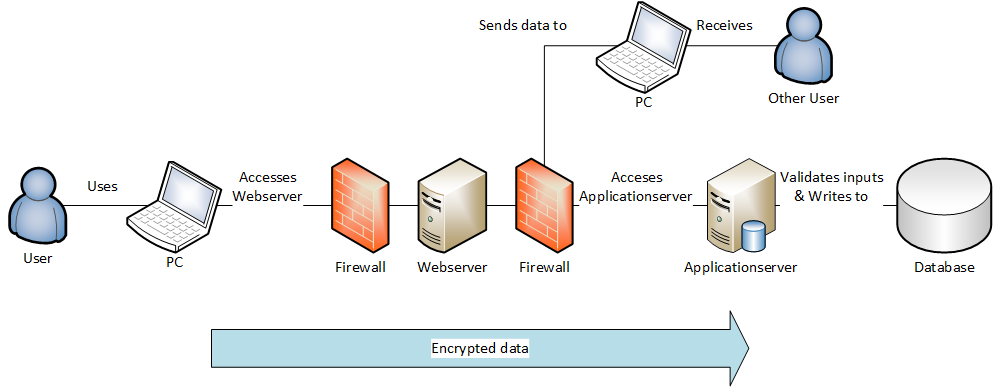 Sends data to
Receives
PC
Other User
Uses
Accesses
Webserver
Acceses
Applicationserver
Validates inputs
& Writes to
User
PC
Firewall
Webserver
Firewall
Applicationserver
Database
Encrypted data